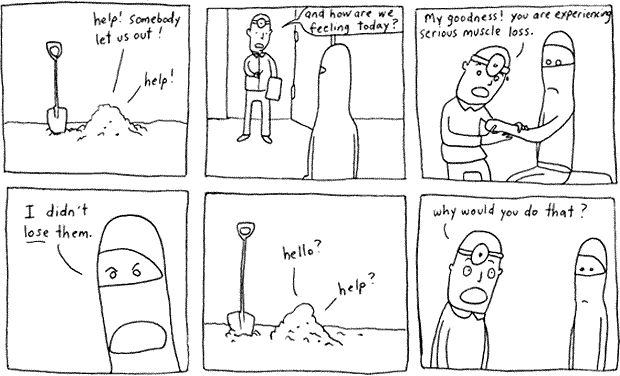 help! somebody
let us out!
help!
and how are we
feeling today?
My goodness! you are experiencing
serious muscle loss.
I didn't
lose them.
hello?
help?
why would you do that?